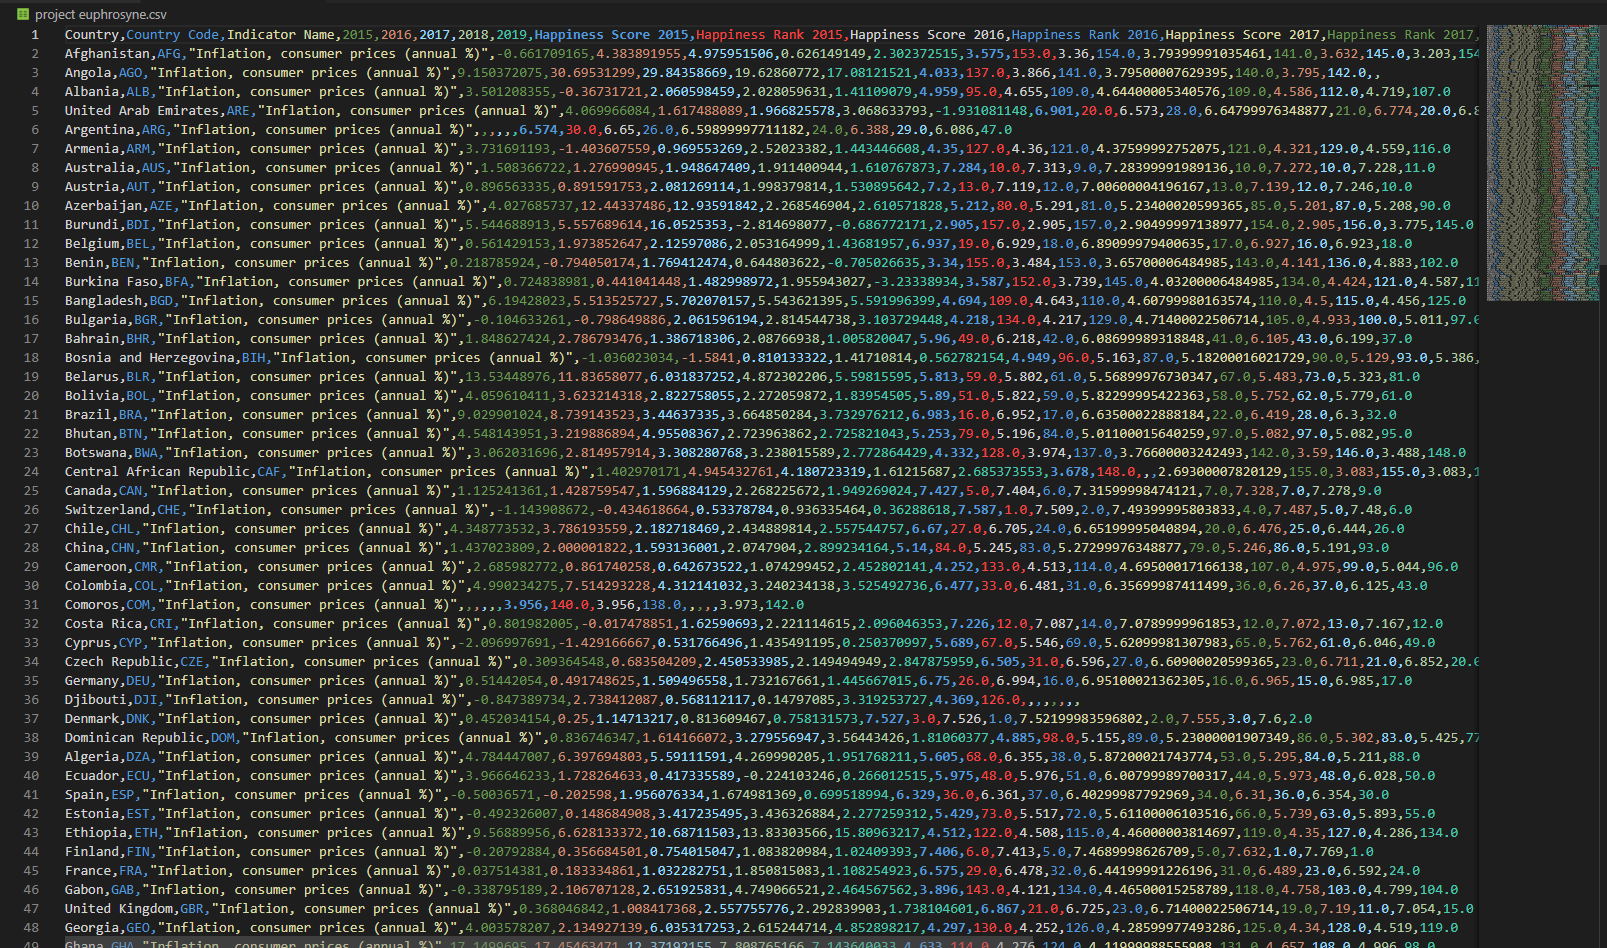 project euphrosyne.csv
1 Country,Country Code,Indicator Name,2015,2016,2017,2018,2019,Happiness Score 2015,Happiness Rank 2015,Happiness Score 2016,Happiness Rank 2016,Happiness Score 2017,Happiness Rank 2017,
2 Afghanistan,AFG,"Inflation, consumer prices (annual %)",-0.661709165,4.383891955,4.975951506,0.626149149,2.302372515,3.575,153.0,3.36,154.0,3.79399991035461,141.0,3.632,145.0,3.203,154
3 Angola,AGO,"Inflation, consumer prices (annual %)",9.150372075,30.69531299,29.84358669,19.62860772,17.08121521,4.033,137.0,3.866,141.0,3.79500007629395,140.0,3.795,142.0,,
4 Albania,ALB,"Inflation, consumer prices (annual %)",3.501208355,-0.36731721,2.060598459,2.028059631,1.41109079,4.959,95.0,4.655,109.0,4.64400005340576,109.0,4.586,112.0,4.719,107.0
5 United Arab Emirates,ARE,"Inflation, consumer prices (annual %)",4.069966084,1.617488089,1.966825578,3.068633793,-1.931081148,6.901,20.0,6.573,28.0,6.64799976348877,21.0,6.774,20.0,6.8
6 Argentina,ARG,"Inflation, consumer prices (annual %)",,,,,,6.574,30.0,6.65,26.0,6.59899997711182,24.0,6.388,29.0,6.086,47.0
7 Armenia,ARM,"Inflation, consumer prices (annual %)",3.731691193,-1.403607559,0.969553269,2.52023382,1.443446608,4.35,127.0,4.36,121.0,4.37599992752075,121.0,4.321,129.0,4.559,116.0
8 Australia,AUS,"Inflation, consumer prices (annual %)",1.508366722,1.276990945,1.948647409,1.911400944,1.610767873,7.284,10.0,7.313,9.0,7.28399991989136,10.0,7.272,10.0,7.228,11.0
9 Austria,AUT,"Inflation, consumer prices (annual %)",0.896563335,0.891591753,2.081269114,1.998379814,1.530895642,7.2,13.0,7.119,12.0,7.00600004196167,13.0,7.139,12.0,7.246,10.0
10 Azerbaijan,AZE,"Inflation, consumer prices (annual %)",4.027685737,12.44337486,12.93591842,2.268546904,2.610571828,5.212,80.0,5.291,81.0,5.23400020599365,85.0,5.201,87.0,5.208,90.0
11 Burundi,BDI,"Inflation, consumer prices (annual %)",5.544688913,5.557689614,16.0525353,-2.814698077,-0.686772171,2.905,157.0,2.905,157.0,2.90499997138977,154.0,2.905,156.0,3.775,145.0
12 Belgium,BEL,"Inflation, consumer prices (annual %)",0.561429153,1.973852647,2.12597086,2.053164999,1.43681957,6.937,19.0,6.929,18.0,6.89099979400635,17.0,6.927,16.0,6.923,18.0
13 Benin,BEN,"Inflation, consumer prices (annual %)",0.218785924,-0.794050174,1.769412474,0.644803622,-0.705026635,3.34,155.0,3.484,153.0,3.65700006484985,143.0,4.141,136.0,4.883,102.0
14 Burkina Faso,BFA,"Inflation, consumer prices (annual %)",0.724838981,0.441041448,1.482998972,1.955943027,-3.23338934,3.587,152.0,3.739,145.0,4.03200006484985,134.0,4.424,121.0,4.587,11
15 Bangladesh,BGD,"Inflation, consumer prices (annual %)",6.19428023,5.513525727,5.702070157,5.543621395,5.591996399,4.694,109.0,4.643,110.0,4.60799980163574,110.0,4.5,115.0,4.456,125.0
16 Bulgaria,BGR,"Inflation, consumer prices (annual %)",-0.104633261,-0.798649886,2.061596194,2.814544738,3.103729448,4.218,134.0,4.217,129.0,4.71400022506714,105.0,4.933,100.0,5.011,97.0
17 Bahrain,BHR,"Inflation, consumer prices (annual %)",1.848627424,2.786793476,1.386718306,2.08766938,1.005820047,5.96,49.0,6.218,42.0,6.08699989318848,41.0,6.105,43.0,6.199,37.0
18 Bosnia and Herzegovina,BIH,"Inflation, consumer prices (annual %)",-1.036023034,-1.5841,0.810133322,1.41710814,0.562782154,4.949,96.0,5.163,87.0,5.18200016021729,90.0,5.129,93.0,5.386,
19 Belarus,BLR,"Inflation, consumer prices (annual %)",13.53448976,11.83658077,6.031837252,4.872302206,5.59815595,5.813,59.0,5.802,61.0,5.56899976730347,67.0,5.483,73.0,5.323,81.0
20 Bolivia,BOL,"Inflation, consumer prices (annual %)",4.059610411,3.623214318,2.822758055,2.272059872,1.83954505,5.89,51.0,5.822,59.0,5.82299995422363,58.0,5.752,62.0,5.779,61.0
21 Brazil,BRA,"Inflation, consumer prices (annual %)",9.029901024,8.739143523,3.44637335,3.664850284,3.732976212,6.983,16.0,6.952,17.0,6.63500022888184,22.0,6.419,28.0,6.3,32.0
22 Bhutan,BTN,"Inflation, consumer prices (annual %)",4.548143951,3.219886894,4.95508367,2.723963862,2.725821043,5.253,79.0,5.196,84.0,5.01100015640259,97.0,5.082,97.0,5.082,95.0
23 Botswana,BWA,"Inflation, consumer prices (annual %)",3.062031696,2.814957914,3.308280768,3.238015589,2.772864429,4.332,128.0,3.974,137.0,3.76600003242493,142.0,3.59,146.0,3.488,148.0
24 Central African Republic,CAF,"Inflation, consumer prices (annual %)",1.402970171,4.945432761,4.180723319,1.61215687,2.685373553,3.678,148.0,,,2.69300007820129,155.0,3.083,155.0,3.083,1
25 Canada,CAN,"Inflation, consumer prices (annual %)",1.125241361,1.428759547,1.596884129,2.268225672,1.949269024,7.427,5.0,7.404,6.0,7.31599998474121,7.0,7.328,7.0,7.278,9.0
26 Switzerland,CHE,"Inflation, consumer prices (annual %)",-1.143908672,-0.434618664,0.53378784,0.936335464,0.36288618,7.587,1.0,7.509,2.0,7.49399995803833,4.0,7.487,5.0,7.48,6.0
27 Chile,CHL,"Inflation, consumer prices (annual %)",4.348773532,3.786193559,2.182718469,2.434889814,2.557544757,6.67,27.0,6.705,24.0,6.65199995040894,20.0,6.476,25.0,6.444,26.0
28 China,CHN,"Inflation, consumer prices (annual %)",1.437023809,2.000001822,1.593136001,2.0747904,2.899234164,5.14,84.0,5.245,83.0,5.27299976348877,79.0,5.246,86.0,5.191,93.0
29 Cameroon,CMR,"Inflation, consumer prices (annual %)",2.685982772,0.861740258,0.642673522,1.074299452,2.452802141,4.252,133.0,4.513,114.0,4.69500017166138,107.0,4.975,99.0,5.044,96.0
30 Colombia,COL,"Inflation, consumer prices (annual %)",4.990234275,7.514293228,4.312141032,3.240234138,3.525492736,6.477,33.0,6.481,31.0,6.35699987411499,36.0,6.26,37.0,6.125,43.0
31 Comoros,COM,"Inflation, consumer prices (annual %)",,,,,,3.956,140.0,3.956,138.0,,,,,3.973,142.0
32 Costa Rica,CRI,"Inflation, consumer prices (annual %)",0.801982005,-0.017478851,1.62590693,2.221114615,2.096046353,7.226,12.0,7.087,14.0,7.0789999961853,12.0,7.072,13.0,7.167,12.0
33 Cyprus,CYP,"Inflation, consumer prices (annual %)",-2.096997691,-1.429166667,0.531766496,1.435491195,0.250370997,5.689,67.0,5.546,69.0,5.62099981307983,65.0,5.762,61.0,6.046,49.0
34 Czech Republic,CZE,"Inflation, consumer prices (annual %)",0.309364548,0.683504209,2.450533985,2.149494949,2.847875959,6.505,31.0,6.596,27.0,6.60900020599365,23.0,6.711,21.0,6.852,20.0
35 Germany,DEU,"Inflation, consumer prices (annual %)",0.51442054,0.491748625,1.509496558,1.732167661,1.445667015,6.75,26.0,6.994,16.0,6.95100021362305,16.0,6.965,15.0,6.985,17.0
36 Djibouti,DJI,"Inflation, consumer prices (annual %)",-0.847389734,2.738412087,0.568112117,0.14797085,3.319253727,4.369,126.0,,,,,,,,
37 Denmark,DNK,"Inflation, consumer prices (annual %)",0.452034154,0.25,1.14713217,0.813609467,0.758131573,7.527,3.0,7.526,1.0,7.52199983596802,2.0,7.555,3.0,7.6,2.0
38 Dominican Republic,DOM,"Inflation, consumer prices (annual %)",0.836746347,1.614166072,3.279556947,3.56443426,1.81060377,4.885,98.0,5.155,89.0,5.23000001907349,86.0,5.302,83.0,5.425,77
39 Algeria,DZA,"Inflation, consumer prices (annual %)",4.784447007,6.397694803,5.59111591,4.269990205,1.951768211,5.605,68.0,6.355,38.0,5.87200021743774,53.0,5.295,84.0,5.211,88.0
40 Ecuador,ECU,"Inflation, consumer prices (annual %)",3.966646233,1.728264633,0.417335589,-0.224103246,0.266012515,5.975,48.0,5.976,51.0,6.00799989700317,44.0,5.973,48.0,6.028,50.0
41 Spain,ESP,"Inflation, consumer prices (annual %)",-0.50036571,-0.202598,1.956076334,1.674981369,0.699518994,6.329,36.0,6.361,37.0,6.40299987792969,34.0,6.31,36.0,6.354,30.0
42 Estonia,EST,"Inflation, consumer prices (annual %)",-0.492326007,0.148684908,3.417235495,3.436326884,2.277259312,5.429,73.0,5.517,72.0,5.61100006103516,66.0,5.739,63.0,5.893,55.0
43 Ethiopia,ETH,"Inflation, consumer prices (annual %)",9.56889956,6.628133372,10.68711503,13.83303566,15.80963217,4.512,122.0,4.508,115.0,4.46000003814697,119.0,4.35,127.0,4.286,134.0
44 Finland,FIN,"Inflation, consumer prices (annual %)",-0.20792884,0.356684501,0.754015047,1.083820984,1.02409393,7.406,6.0,7.413,5.0,7.4689998626709,5.0,7.632,1.0,7.769,1.0
45 France,FRA,"Inflation, consumer prices (annual %)",0.037514381,0.183334861,1.032282751,1.850815083,1.108254923,6.575,29.0,6.478,32.0,6.44199991226196,31.0,6.489,23.0,6.592,24.0
46 Gabon,GAB,"Inflation, consumer prices (annual %)",-0.338795189,2.106707128,2.651925831,4.749066521,2.464567562,3.896,143.0,4.121,134.0,4.46500015258789,118.0,4.758,103.0,4.799,104.0
47 United Kingdom,GBR,"Inflation, consumer prices (annual %)",0.368046842,1.008417368,2.557755776,2.292839903,1.738104601,6.867,21.0,6.725,23.0,6.71400022506714,19.0,7.19,11.0,7.054,15.0
48 Georgia,GEO,"Inflation, consumer prices (annual %)",4.003578207,2.134927139,6.035317253,2.615244714,4.852898217,4.297,130.0,4.252,126.0,4.28599977493286,125.0,4.34,128.0,4.519,119.0
49 Ghana,GHA,"Inflation, consumer prices (annual %)",17.1499695,17.45463471,12.37192155,7.808765166,7.143640033,4.633,114.0,4.276,124.0,4.11999988555908,131.0,4.657,108.0,4.996,98.0